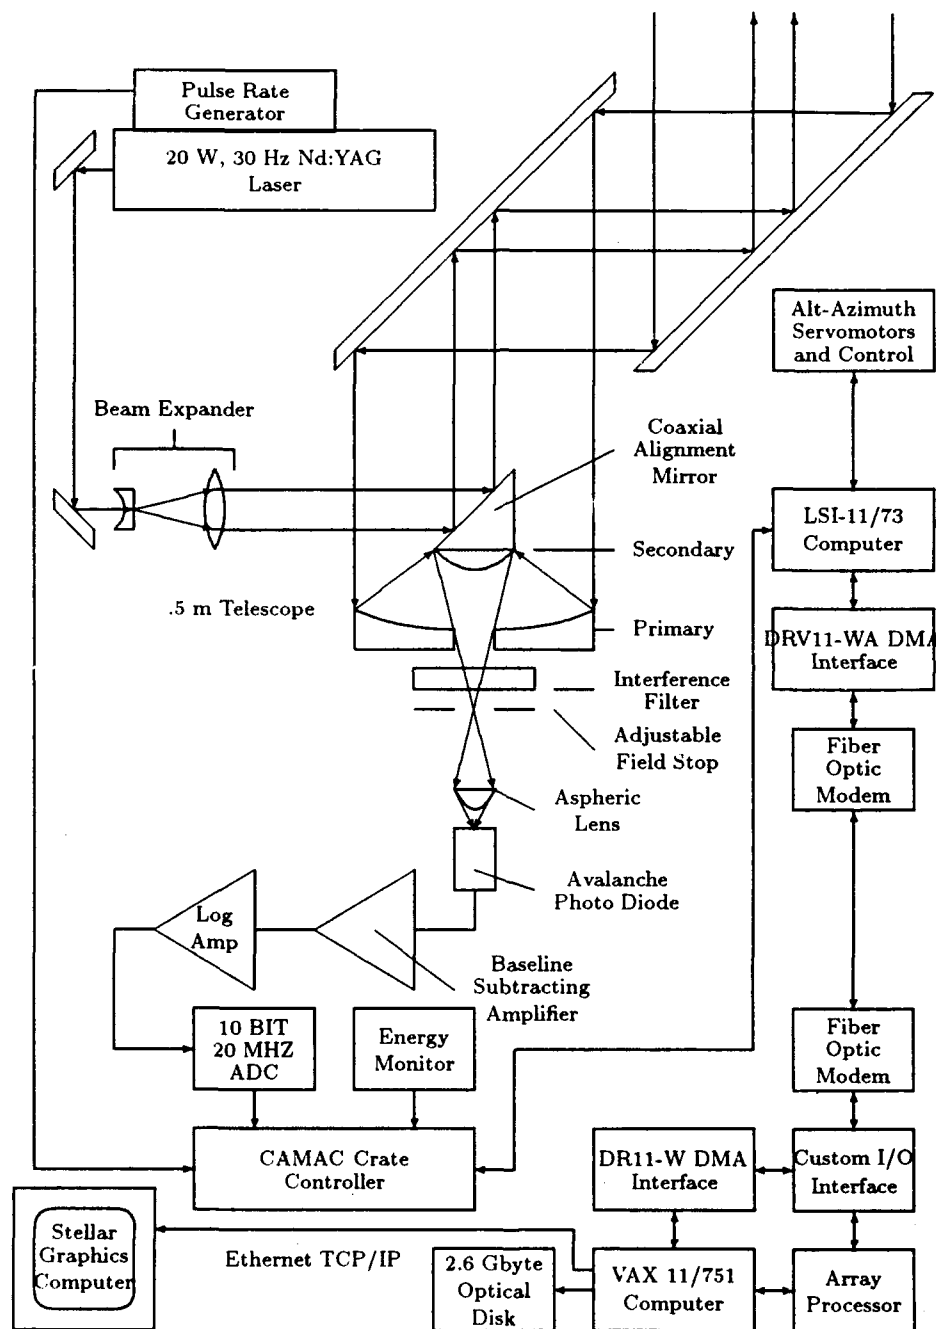 Pulse Rate
Generator
20 W, 30 Hz Nd:YAG
Laser
Alt-Azimuth
Servomotors
and Control
Beam Expander
Coaxial
Alignment
Mirror
LSI-11/73
Computer
Secondary
.5 m Telescope
Primary
DRV11-WA DMA
Interface
Interference
Filter
Adjustable
Field Stop
Fiber
Optic
Modem
Aspheric
Lens
Avalanche
Photo Diode
Log
Amp
Baseline
Subtracting
Amplifier
10 BIT
20 MHZ
ADC
Energy
Monitor
Fiber
Optic
Modem
CAMAC Crate
Controller
DR11-W DMA
Interface
Custom I/O
Interface
Stellar
Graphics
Computer
Ethernet TCP/IP
2.6 Gbyte
Optical
Disk
VAX 11/751
Computer
Array
Processor